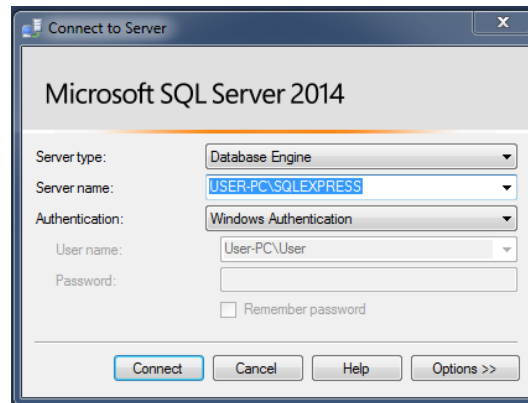 Connect to Server
Microsoft SQL Server 2014
Server type: Database Engine
Server name: USER-PC\SQLEXPRESS
Authentication: Windows Authentication
User name: User-PC\User
Password:
Remember password
Connect Cancel Help Options >>